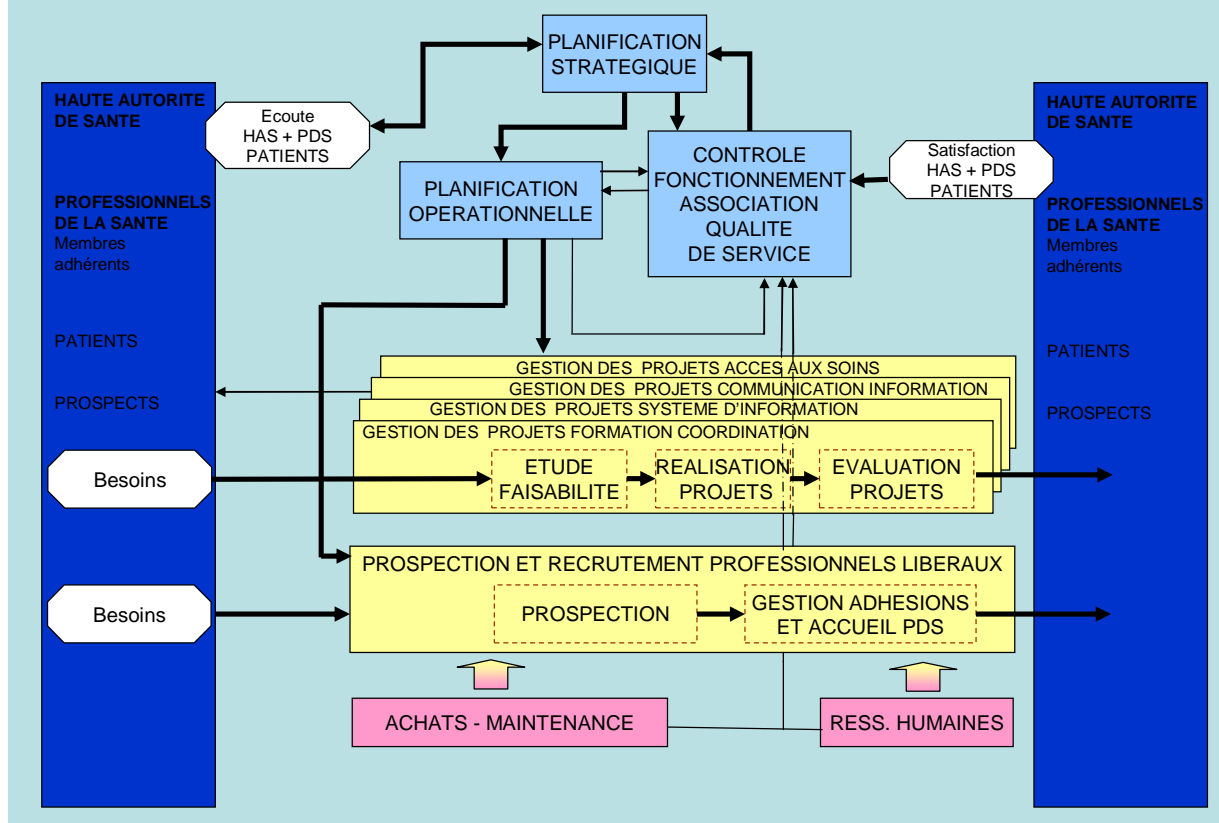 PLANIFICATION
STRATEGIQUE
HAUTE AUTORITE
DE SANTE
Ecoute
HAS + PDS
PATIENTS
PROFESSIONNELS
DE LA SANTE
Membres
adhérents
PATIENTS
PROSPECTS
Besoins
Besoins
PLANIFICATION
OPERATIONNELLE
CONTROLE
FONCTIONNEMENT
ASSOCIATION
QUALITE
DE SERVICE
Satisfaction
HAS + PDS
PATIENTS
HAUTE AUTORITE
DE SANTE
PROFESSIONNELS
DE LA SANTE
Membres
adhérents
PATIENTS
PROSPECTS
GESTION DES PROJETS ACCES AUX SOINS
GESTION DES PROJETS COMMUNICATION INFORMATION
GESTION DES PROJETS SYSTEME D'INFORMATION
GESTION DES PROJETS FORMATION COORDINATION
ETUDE
FAISABILITE
REALISATION
PROJETS
EVALUATION
PROJETS
PROSPECTION ET RECRUTEMENT PROFESSIONNELS LIBERAUX
PROSPECTION
GESTION ADHESIONS
ET ACCUEIL PDS
ACHATS - MAINTENANCE
RESS. HUMAINES